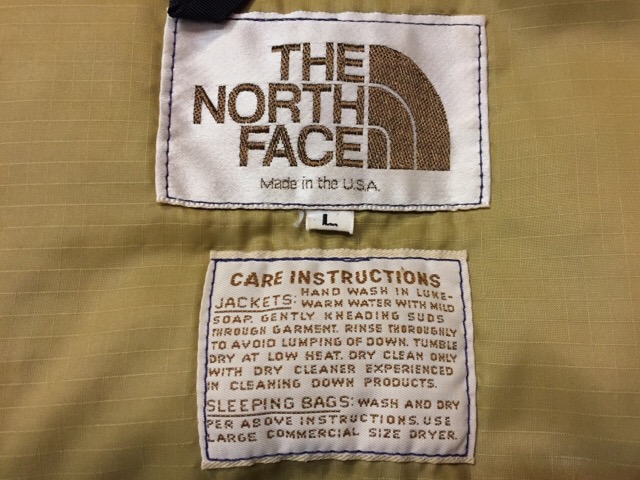 THE
NORTH
FACE
Made in the U.S.A.
L
CARE INSTRUCTIONS
JACKETS: HAND WASH IN LUKE-
WARM WATER WITH MILD
SOAP. GENTLY KNEADING SUDS
THROUGH GARMENT. RINSE THOROUGHLY
TO AVOID LUMPING OF DOWN. TUMBLE
DRY AT LOW HEAT. DRY CLEAN ONLY
WITH DRY CLEANER EXPERIENCED
IN CLEANING DOWN PRODUCTS.
SLEEPING BAGS: WASH AND DRY
PER ABOVE INSTRUCTIONS. USE
LARGE COMMERCIAL SIZE DRYER.